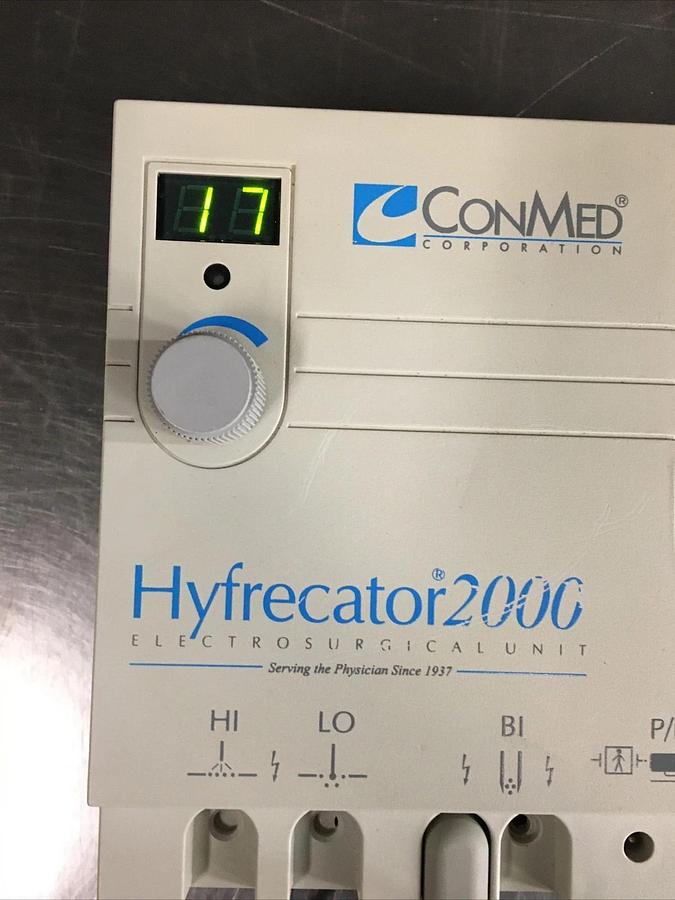 17
CONMED®
CORPORATION
Hyfrecator®2000
ELECTROSURGICAL UNIT
Serving the Physician Since 1937
HI LO BI